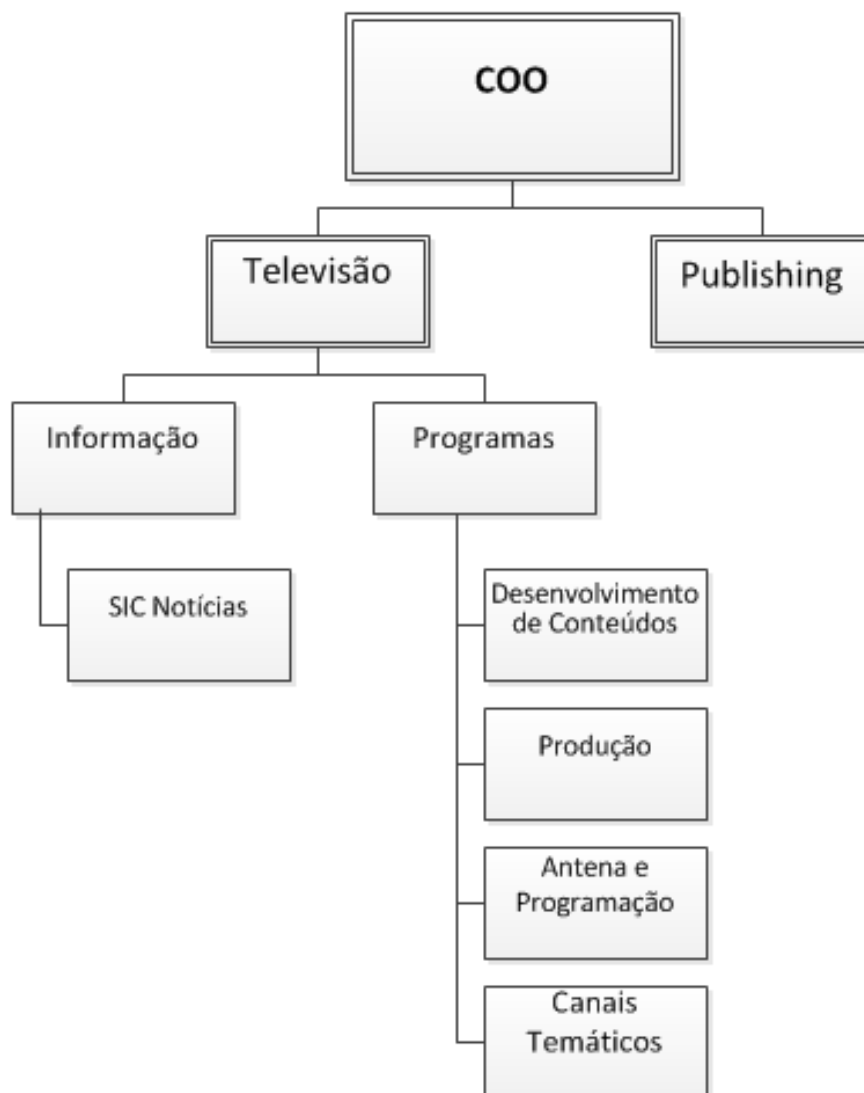 COO
Televisão
Publishing
Informação
Programas
SIC Notícias
Desenvolvimento
de Conteúdos
Produção
Antena e
Programação
Canais
Temáticos